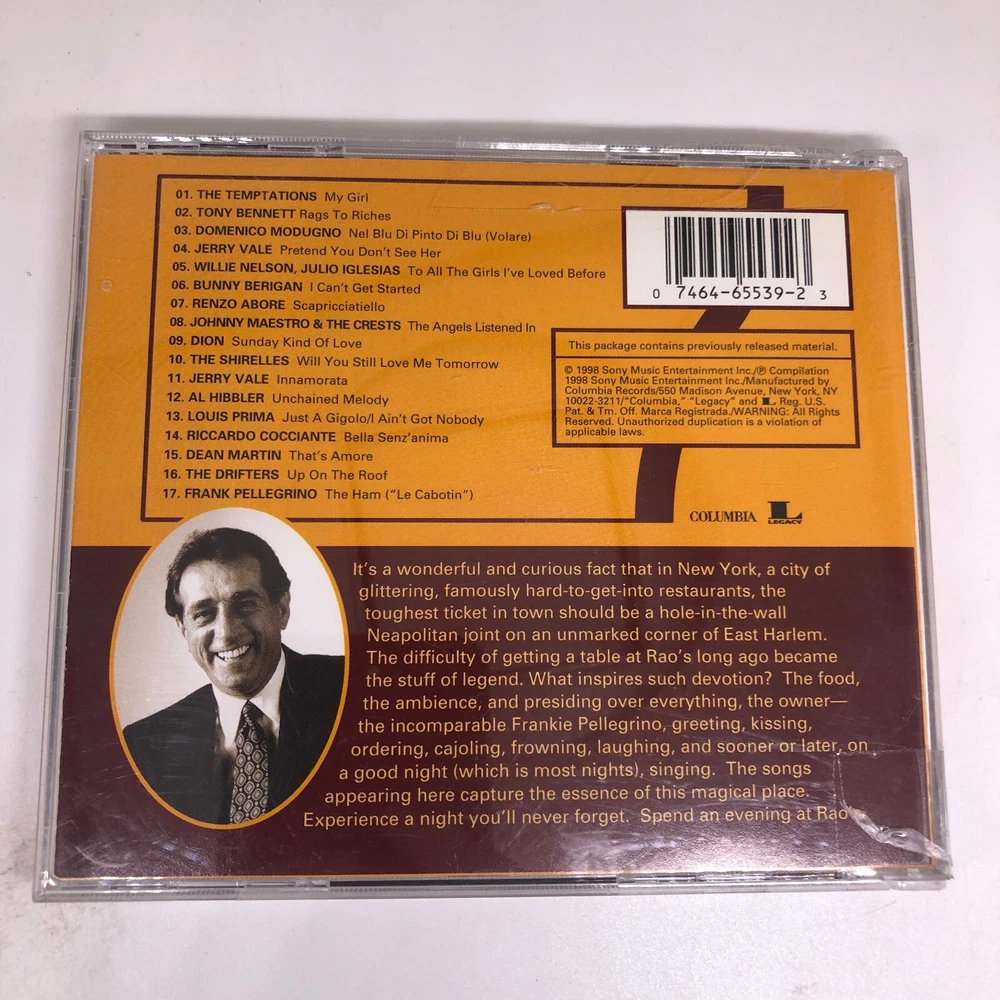 01. THE TEMPTATIONS My Girl
02. TONY BENNETT Rags To Riches
03. DOMENICO MODUGNO Nel Blu Di Pinto Di Blu (Volare)
04. JERRY VALE Pretend You Don't See Her
05. WILLIE NELSON, JULIO IGLESIAS To All The Girls I've Loved Before
06. BUNNY BERIGAN I Can't Get Started
07. RENZO ABORE Scapricciatiello
08. JOHNNY MAESTRO & THE CRESTS The Angels Listened In
09. DION Sunday Kind Of Love
10. THE SHIRELLES Will You Still Love Me Tomorrow
11. JERRY VALE Innamorata
12. AL HIBBLER Unchained Melody
13. LOUIS PRIMA Just A Gigolo/I Ain't Got Nobody
14. RICCARDO COCCIANTE Bella Senz'anima
15. DEAN MARTIN That's Amore
16. THE DRIFTERS Up On The Roof
17. FRANK PELLEGRINO The Ham ("Le Cabotin")
0 7464-65539-2 3
This package contains previously released material.
© 1998 Sony Music Entertainment Inc./℗ Compilation
1998 Sony Music Entertainment Inc./Manufactured by
Columbia Records/550 Madison Avenue, New York, NY
10022-3211/"Columbia," "Legacy" and L Reg. U.S.
Pat. & Tm. Off. Marca Registrada./WARNING: All Rights
Reserved. Unauthorized duplication is a violation of
applicable laws.
COLUMBIA
L LEGACY
It's a wonderful and curious fact that in New York, a city of
glittering, famously hard-to-get-into restaurants, the
toughest ticket in town should be a hole-in-the-wall
Neapolitan joint on an unmarked corner of East Harlem.
The difficulty of getting a table at Rao's long ago became
the stuff of legend. What inspires such devotion? The food,
the ambience, and presiding over everything, the owner—
the incomparable Frankie Pellegrino, greeting, kissing,
ordering, cajoling, frowning, laughing, and sooner or later, on
a good night (which is most nights), singing. The songs
appearing here capture the essence of this magical place.
Experience a night you'll never forget. Spend an evening at Rao